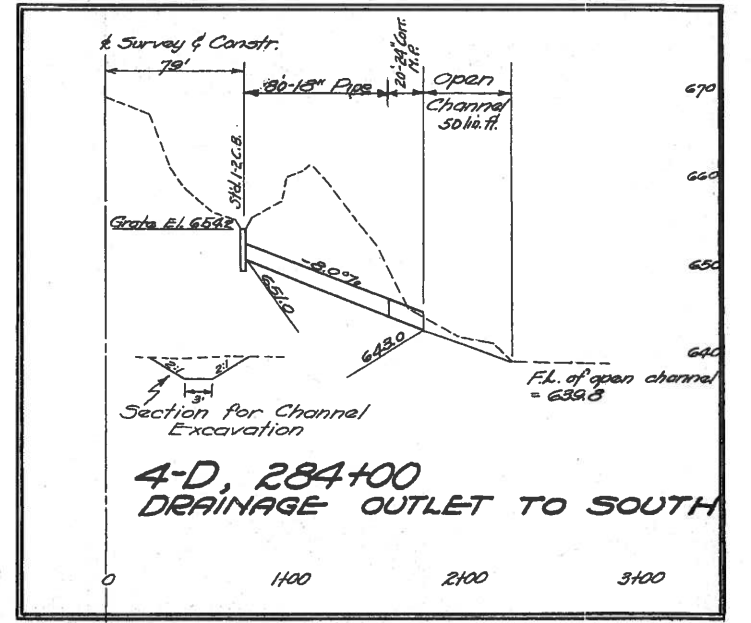 ℄ Survey & Constr.
79'
80'-18" Pipe
20'-24" Corr.
M.P.
Open
Channel
50 lin. ft.
670
Std. 1-2 C.B.
660
Grate El. 654.2
650
-8.0%
651.0
643.0
640
2:1
2:1
3'
F.L. of open channel
= 639.8
Section for Channel
Excavation
4-D, 284+00
DRAINAGE OUTLET TO SOUTH
0
1+00
2+00
3+00